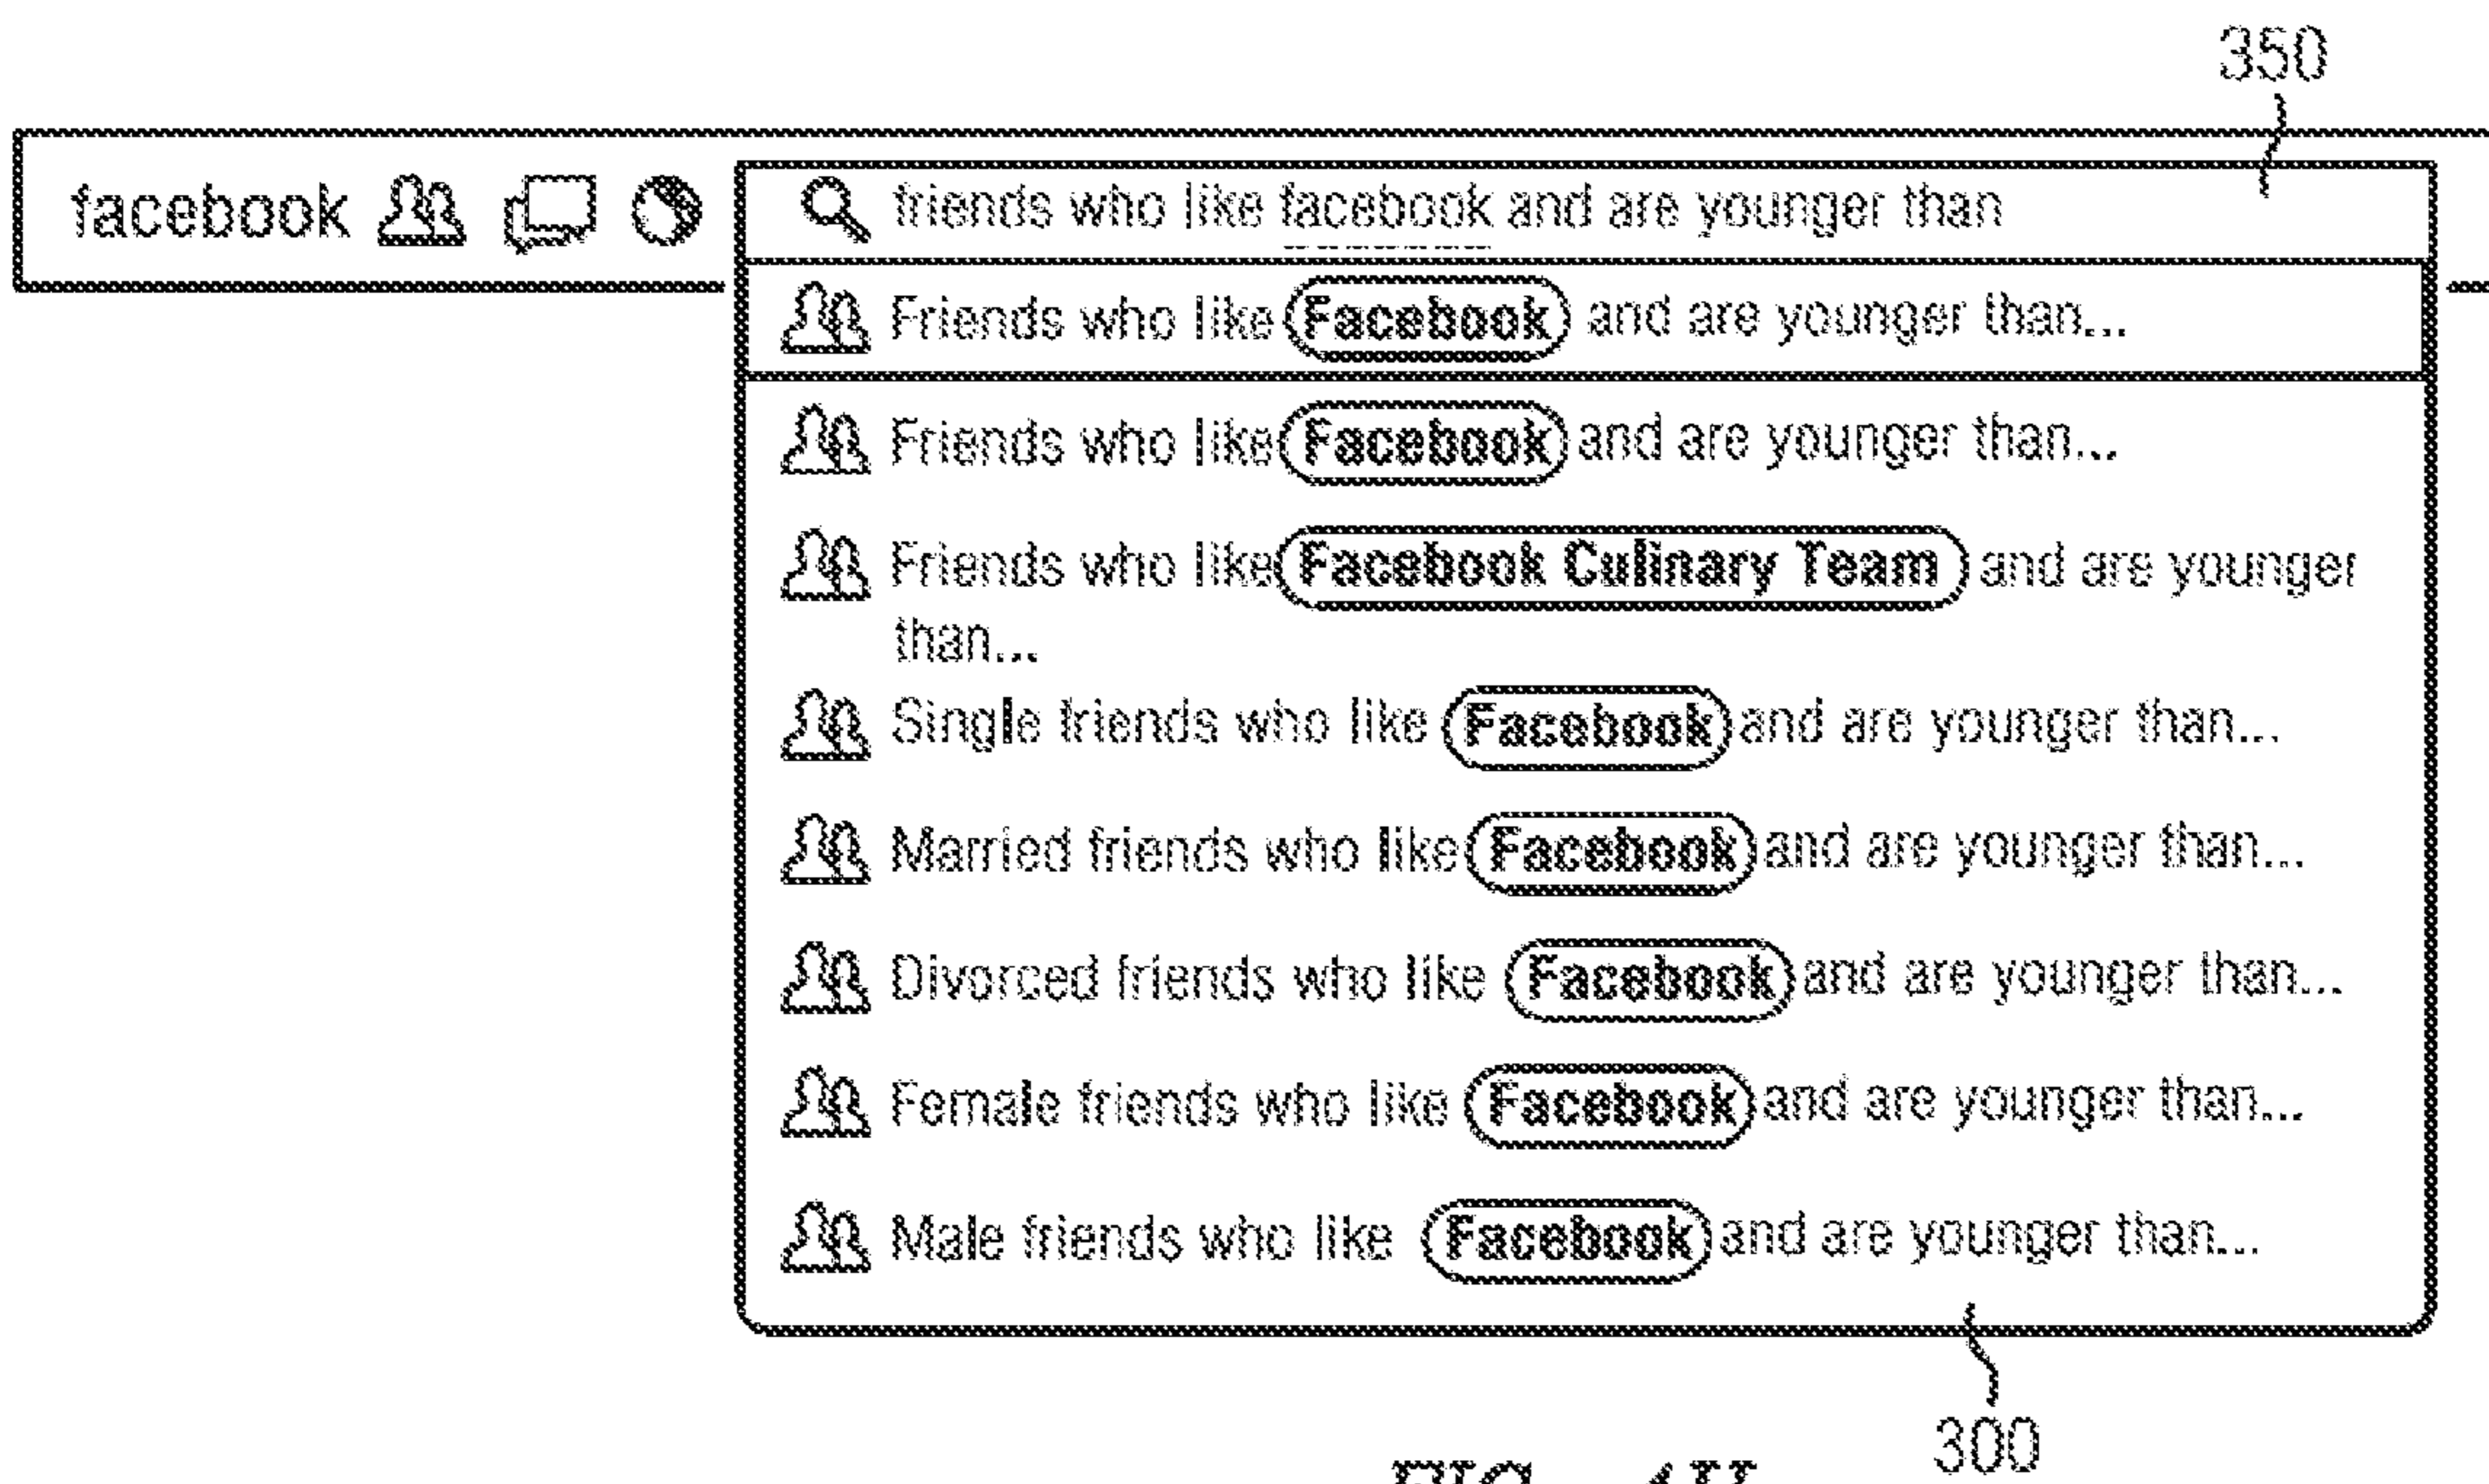 350
facebook
friends who like facebook and are younger than
Friends who like Facebook and are younger than...
Friends who like Facebook and are younger than...
Friends who like Facebook Culinary Team and are younger
than...
Single friends who like Facebook and are younger than...
Married friends who like Facebook and are younger than...
Divorced friends who like Facebook and are younger than...
Female friends who like Facebook and are younger than...
Male friends who like Facebook and are younger than...
300